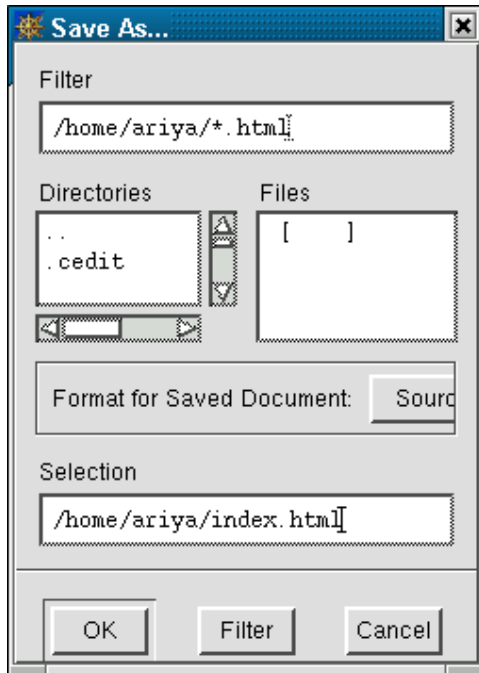 Save As...
Filter
/home/ariya/*.html
Directories
Files
..
.cedit
[    ]
Format for Saved Document:
Sourc
Selection
/home/ariya/index.html
OK
Filter
Cancel